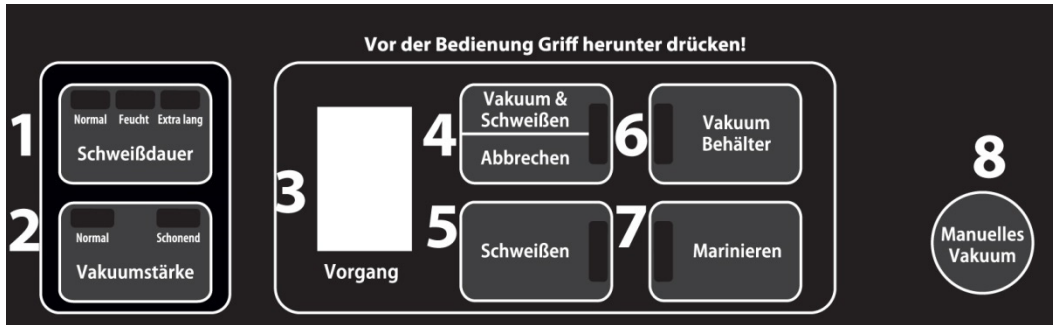 Vor der Bedienung Griff herunter drücken!
1
Normal Feucht Extra lang
Schweißdauer
2
Normal Schonend
Vakuumstärke
3
Vorgang
4
Vakuum &
Schweißen
Abbrechen
5
Schweißen
6
Vakuum
Behälter
7
Marinieren
8
Manuelles
Vakuum